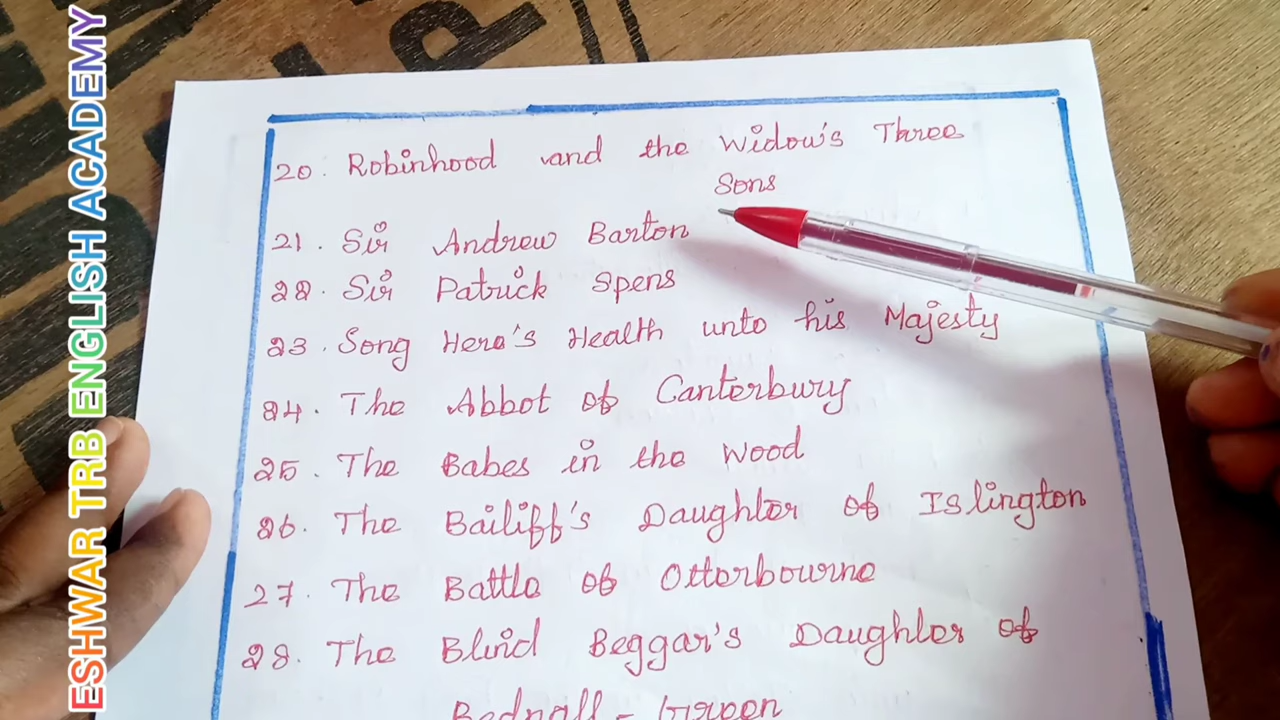 ESHWAR TRB ENGLISH ACADEMY
20. Robinhood and the Widow's Three
Sons
21. Sir Andrew Barton
22. Sir Patrick Spens
23. Song Here's Health unto his Majesty
24. The Abbot of Canterbury
25. The Babes in the Wood
26. The Bailiff's Daughter of Islington
27. The Battle of Otterbourne
28. The Blind Beggar's Daughter of
Bednall - Green